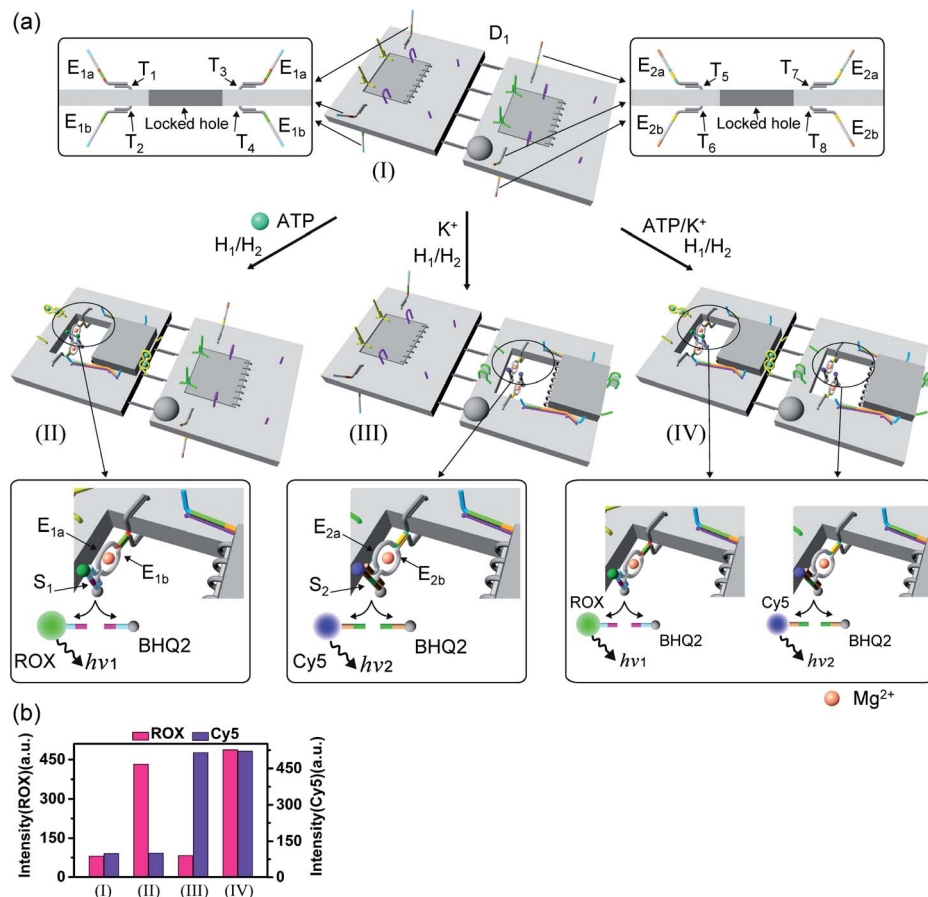 (a)
D₁
E₁ₐ T₁ T₃ E₁ₐ
Locked hole
E₁b T₂ T₄ E₁b
E₂ₐ T₅ T₇ E₂ₐ
Locked hole
E₂b T₆ T₈ E₂b
(I)
ATP
H₁/H₂
K⁺
H₁/H₂
ATP/K⁺
H₁/H₂
(II)
(III)
(IV)
E₁ₐ
E₁b
S₁
ROX
BHQ2
hν1
E₂ₐ
E₂b
S₂
Cy5
BHQ2
hν2
ROX
BHQ2
hν1
Cy5
BHQ2
hν2
Mg²⁺
(b)
ROX Cy5
Intensity(ROX)(a.u.)
450
300
150
0
Intensity(Cy5)(a.u.)
450
300
150
0
(I) (II) (III) (IV)